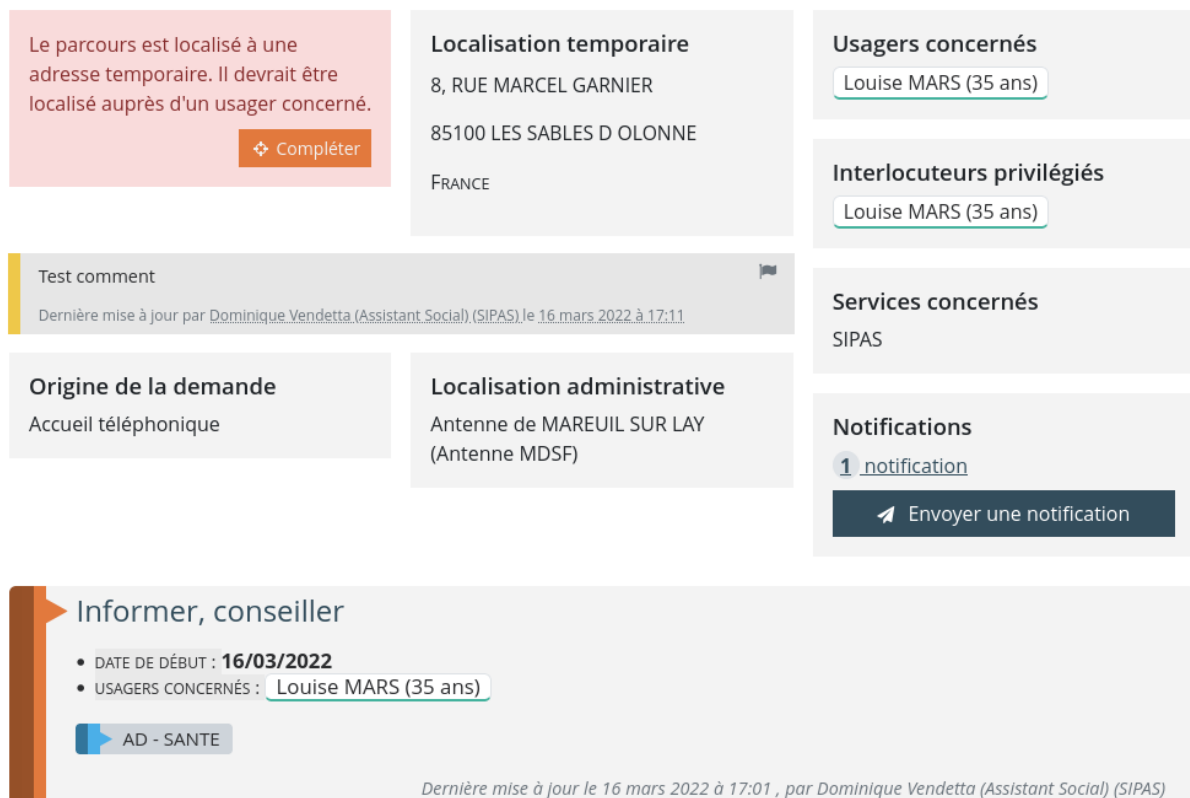 Le parcours est localisé à une
adresse temporaire. Il devrait être
localisé auprès d'un usager concerné.
Compléter
Localisation temporaire
8, RUE MARCEL GARNIER
85100 LES SABLES D OLONNE
FRANCE
Usagers concernés
Louise MARS (35 ans)
Interlocuteurs privilégiés
Louise MARS (35 ans)
Test comment
Dernière mise à jour par Dominique Vendetta (Assistant Social) (SIPAS) le 16 mars 2022 à 17:11
Services concernés
SIPAS
Origine de la demande
Accueil téléphonique
Localisation administrative
Antenne de MAREUIL SUR LAY
(Antenne MDSF)
Notifications
1 notification
Envoyer une notification
Informer, conseiller
DATE DE DÉBUT : 16/03/2022
USAGERS CONCERNÉS : Louise MARS (35 ans)
AD - SANTE
Dernière mise à jour le 16 mars 2022 à 17:01 , par Dominique Vendetta (Assistant Social) (SIPAS)